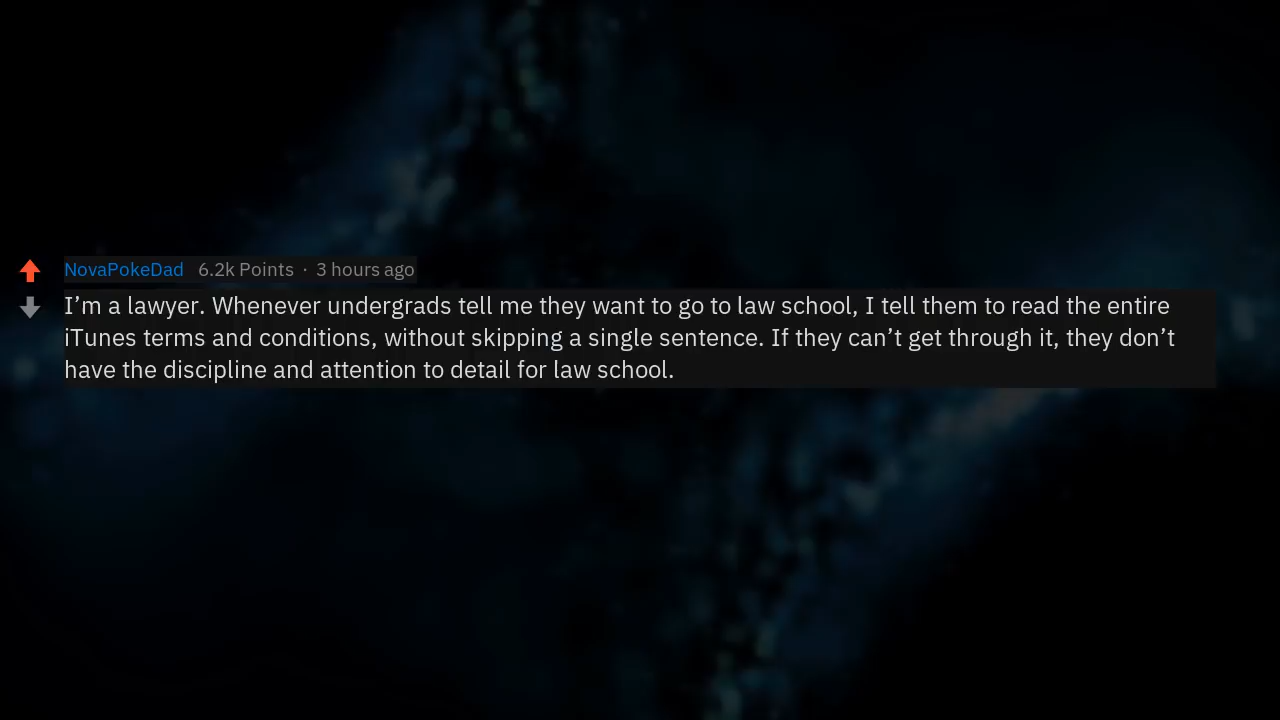 NovaPokeDad 6.2k Points · 3 hours ago
I’m a lawyer. Whenever undergrads tell me they want to go to law school, I tell them to read the entire
iTunes terms and conditions, without skipping a single sentence. If they can’t get through it, they don’t
have the discipline and attention to detail for law school.